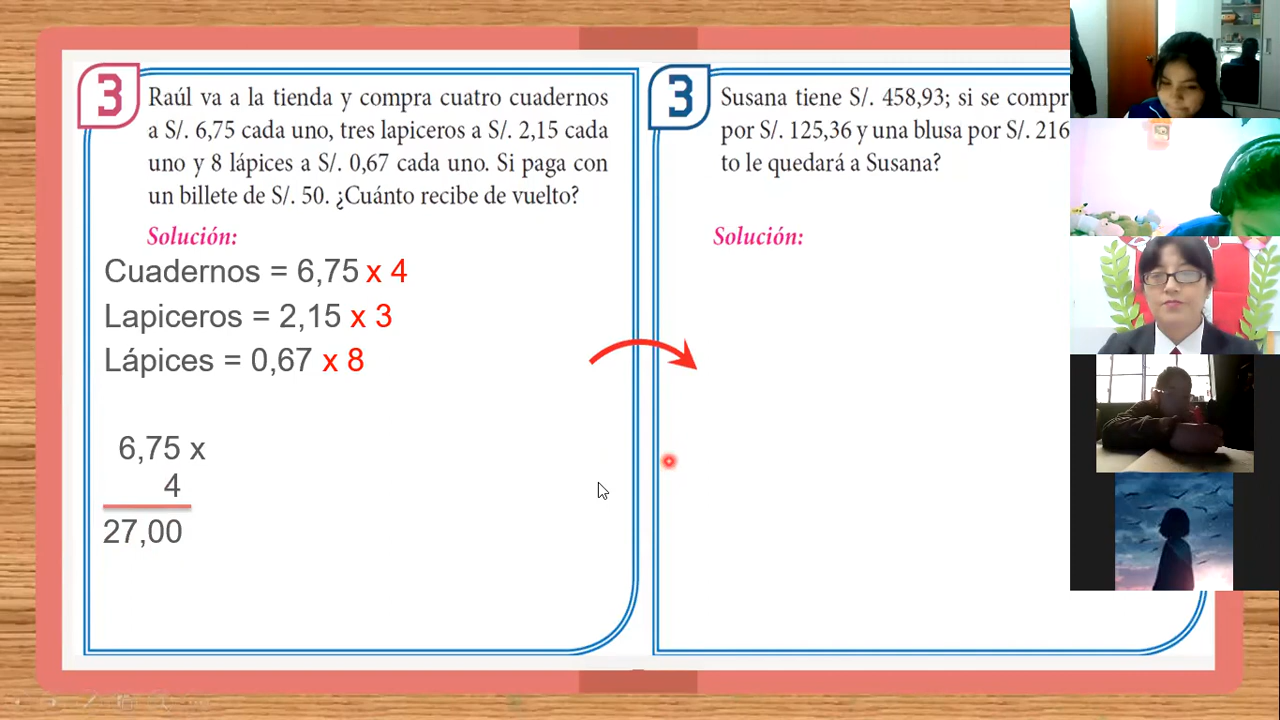 3
Raúl va a la tienda y compra cuatro cuadernos
a S/. 6,75 cada uno, tres lapiceros a S/. 2,15 cada
uno y 8 lápices a S/. 0,67 cada uno. Si paga con
un billete de S/. 50. ¿Cuánto recibe de vuelto?
Solución:
Cuadernos = 6,75 x 4
Lapiceros = 2,15 x 3
Lápices = 0,67 x 8
6,75 x
4
27,00
3
Susana tiene S/. 458,93; si se compr
por S/. 125,36 y una blusa por S/. 216
to le quedará a Susana?
Solución: